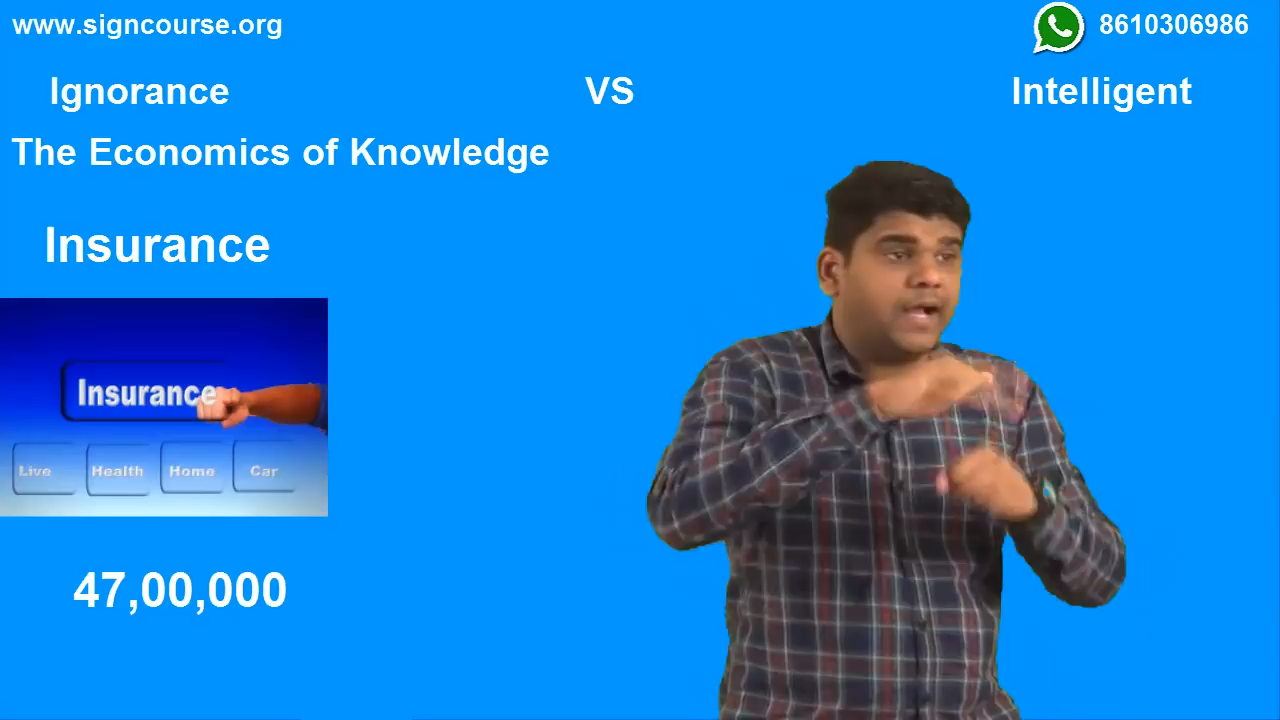 www.signcourse.org
8610306986
Ignorance VS Intelligent
The Economics of Knowledge
Insurance
Insurance
Live Health Home Car
47,00,000